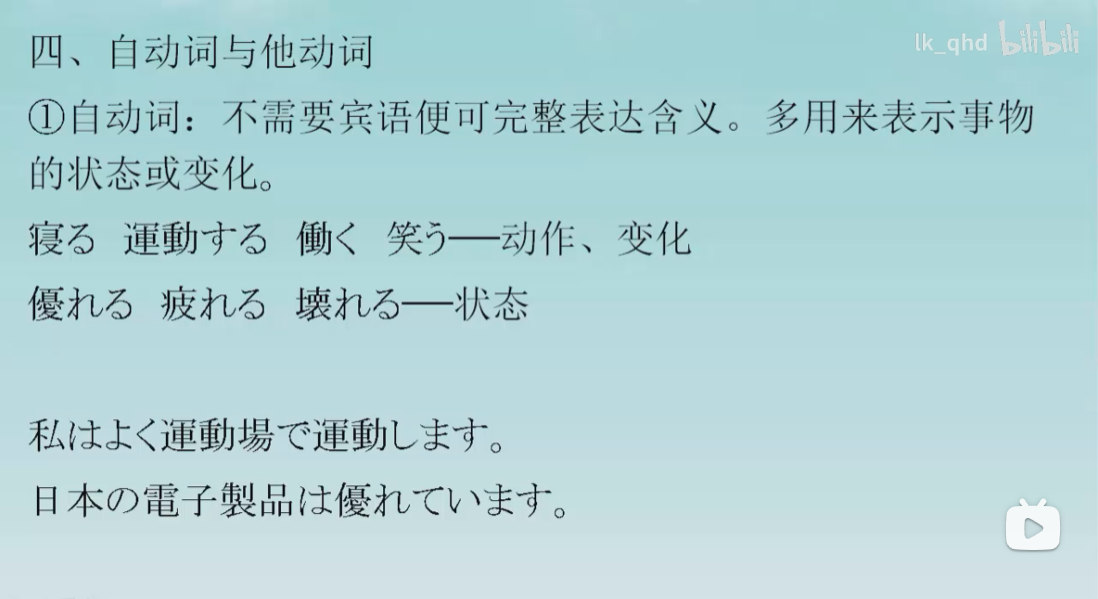 lk_qhd bilibili
四、自动词与他动词
①自动词：不需要宾语便可完整表达含义。多用来表示事物
的状态或变化。
寝る 運動する 働く 笑う──动作、变化
優れる 疲れる 壊れる──状态
私はよく運動場で運動します。
日本の電子製品は優れています。